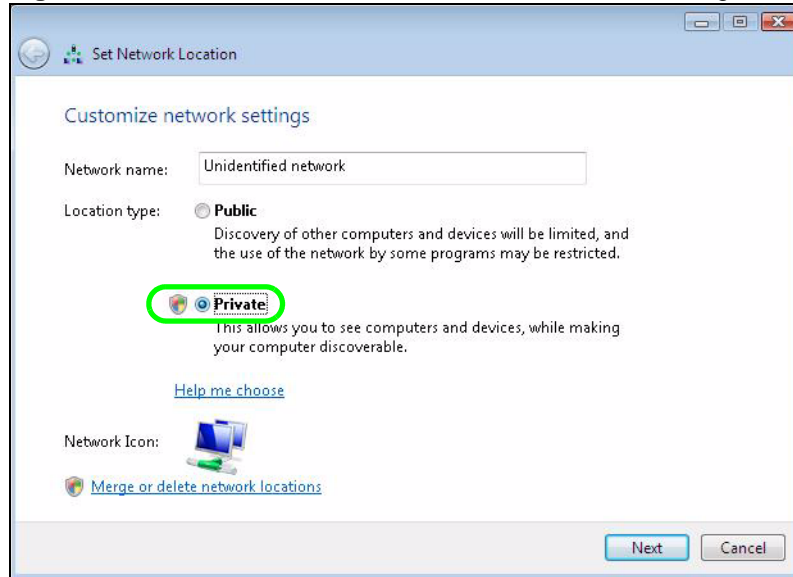 Set Network Location
Customize network settings
Network name: Unidentified network
Location type: Public
Discovery of other computers and devices will be limited, and
the use of the network by some programs may be restricted.
Private
This allows you to see computers and devices, while making
your computer discoverable.
Help me choose
Network Icon:
Merge or delete network locations
Next Cancel